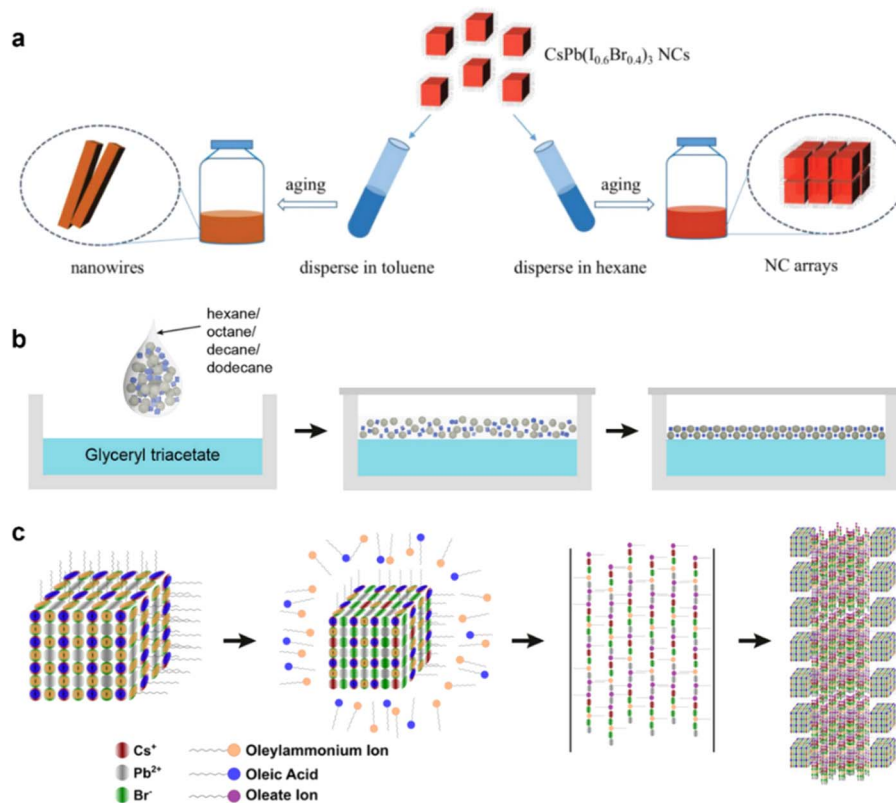 a
CsPb(I₀.₆Br₀.₄)₃ NCs
aging
aging
nanowires
disperse in toluene
disperse in hexane
NC arrays
b
hexane/
octane/
decane/
dodecane
Glyceryl triacetate
c
Cs⁺
Oleylammonium Ion
Pb²⁺
Oleic Acid
Br⁻
Oleate Ion